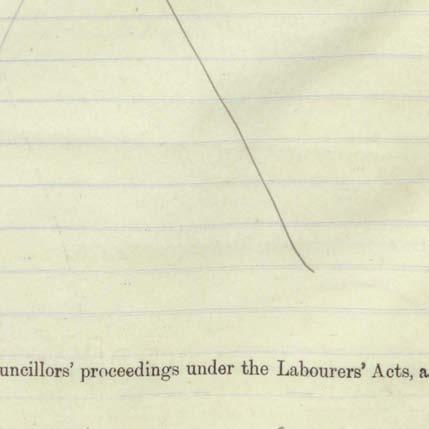 uncillors' proceedings under the Labourers' Acts, a